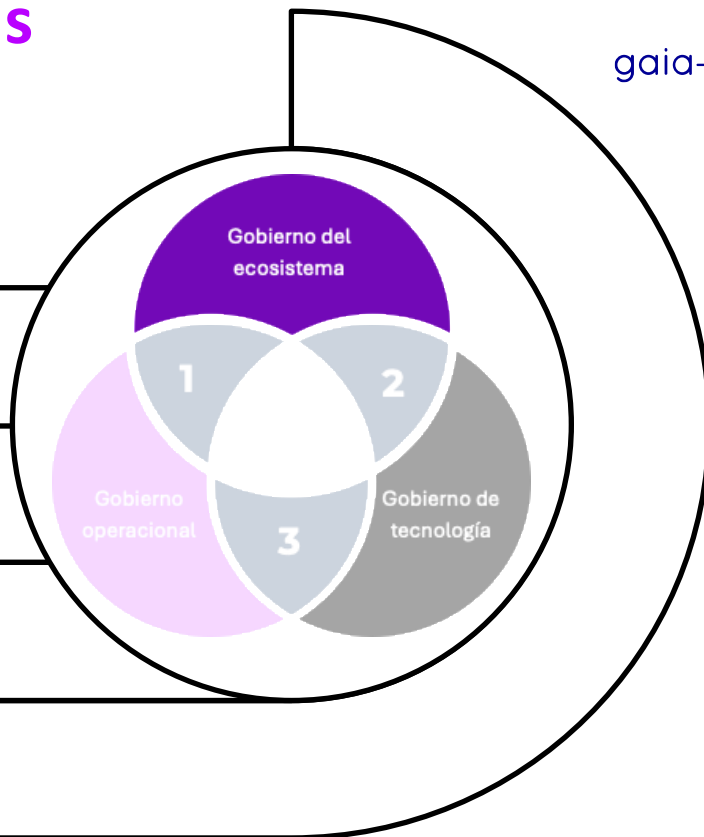 s
gaia-
Gobierno del
ecosistema
1
2
Gobierno
operacional
Gobierno de
tecnología
3